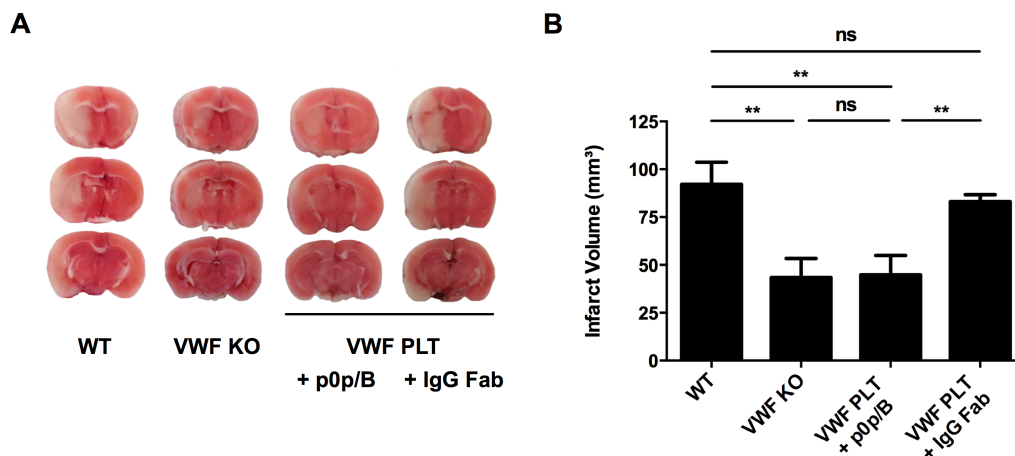 A
WT
VWF KO
VWF PLT
+ p0p/B
+ IgG Fab
B
ns
**
**
ns
**
Infarct Volume (mm³)
125
100
75
50
25
0
WT
VWF KO
VWF PLT
+ p0p/B
VWF PLT
+ IgG Fab